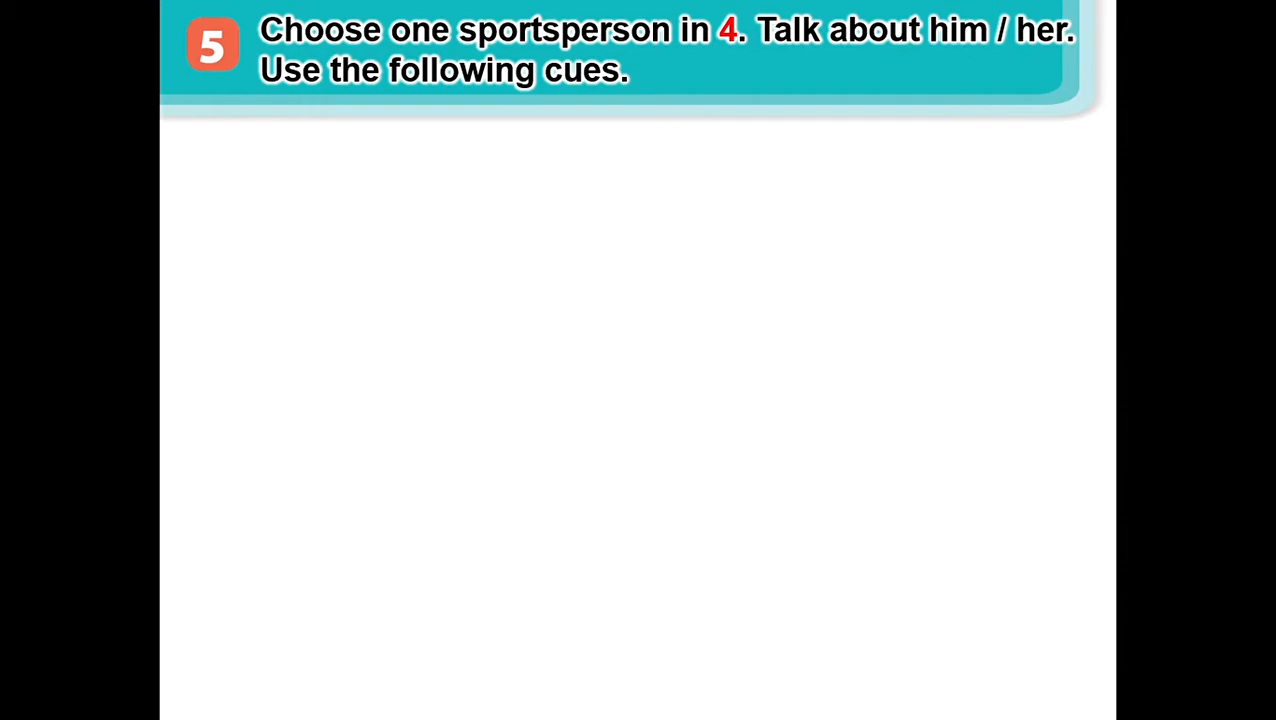 5 Choose one sportsperson in 4. Talk about him / her.
Use the following cues.